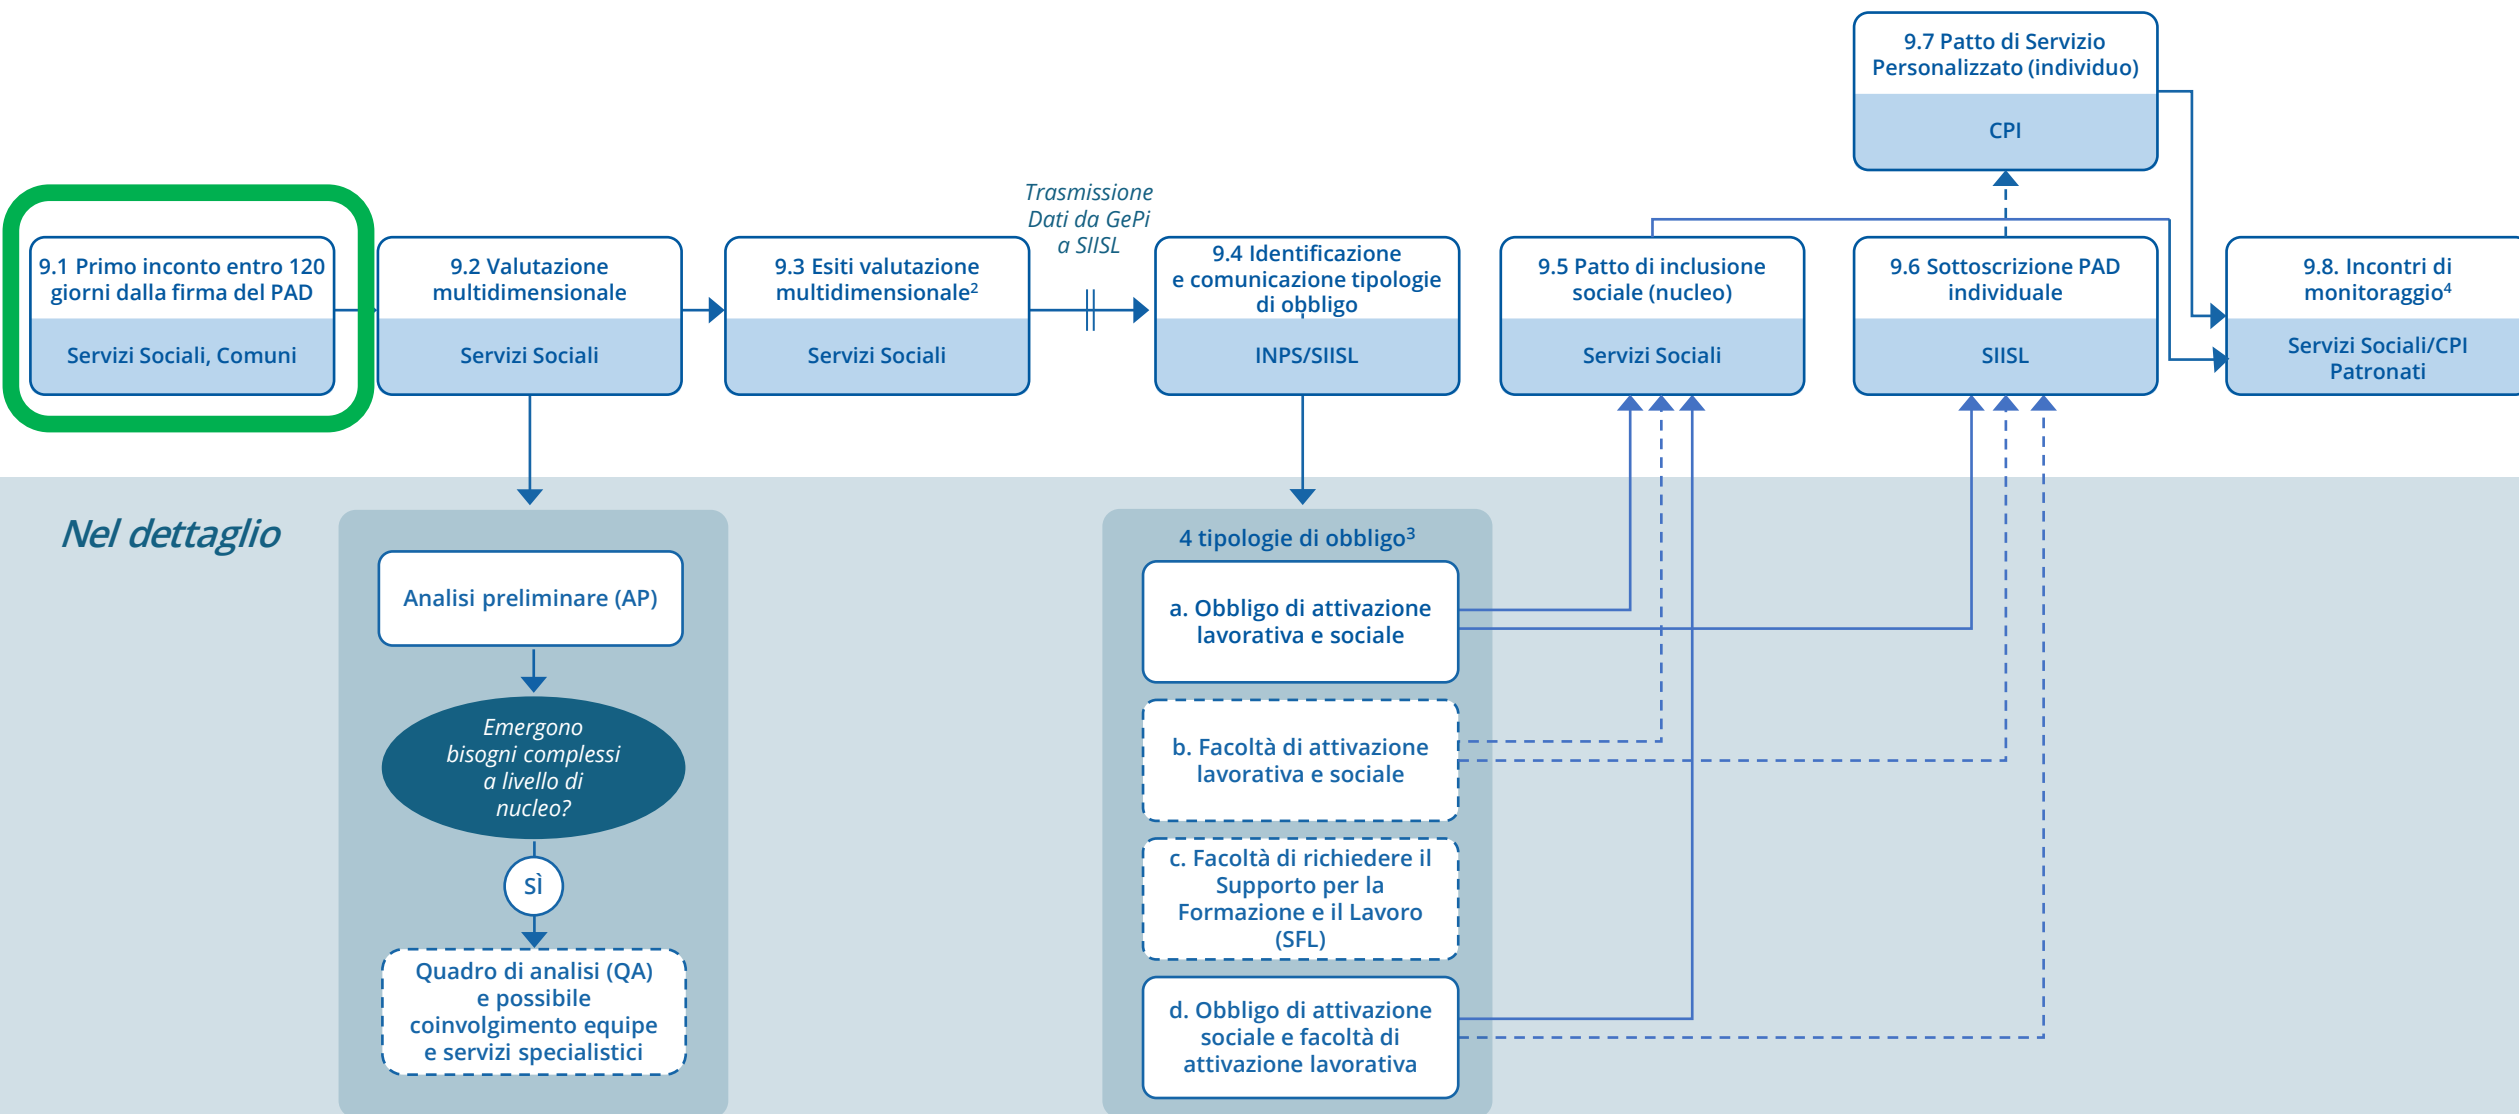 9.7 Patto di Servizio
Personalizzato (individuo)
CPI
Trasmissione
Dati da GePi
a SIISL
9.1 Primo inconto entro 120
giorni dalla firma del PAD
Servizi Sociali, Comuni
9.2 Valutazione
multidimensionale
Servizi Sociali
9.3 Esiti valutazione
multidimensionale²
Servizi Sociali
9.4 Identificazione
e comunicazione tipologie
di obbligo
INPS/SIISL
9.5 Patto di inclusione
sociale (nucleo)
Servizi Sociali
9.6 Sottoscrizione PAD
individuale
SIISL
9.8. Incontri di
monitoraggio⁴
Servizi Sociali/CPI
Patronati
Nel dettaglio
Analisi preliminare (AP)
Emergono
bisogni complessi
a livello di
nucleo?
SÌ
Quadro di analisi (QA)
e possibile
coinvolgimento equipe
e servizi specialistici
4 tipologie di obbligo³
a. Obbligo di attivazione
lavorativa e sociale
b. Facoltà di attivazione
lavorativa e sociale
c. Facoltà di richiedere il
Supporto per la
Formazione e il Lavoro
(SFL)
d. Obbligo di attivazione
sociale e facoltà di
attivazione lavorativa